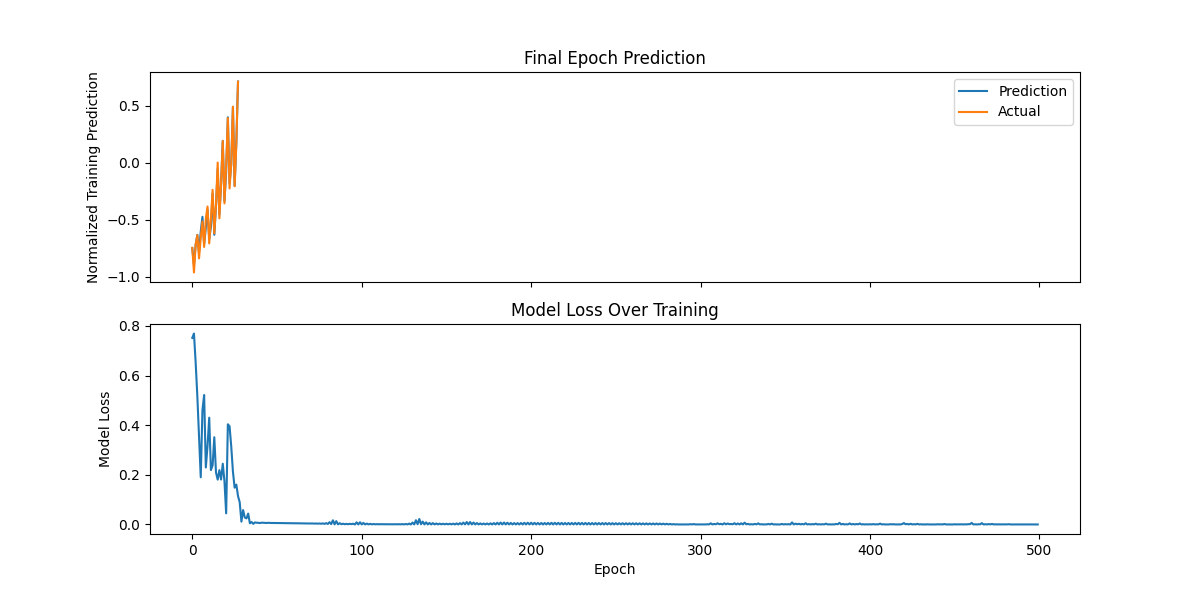 Final Epoch Prediction
Normalized Training Prediction
0.5
0.0
−0.5
−1.0
Prediction
Actual
Model Loss Over Training
Model Loss
0.8
0.6
0.4
0.2
0.0
0 100 200 300 400 500
Epoch